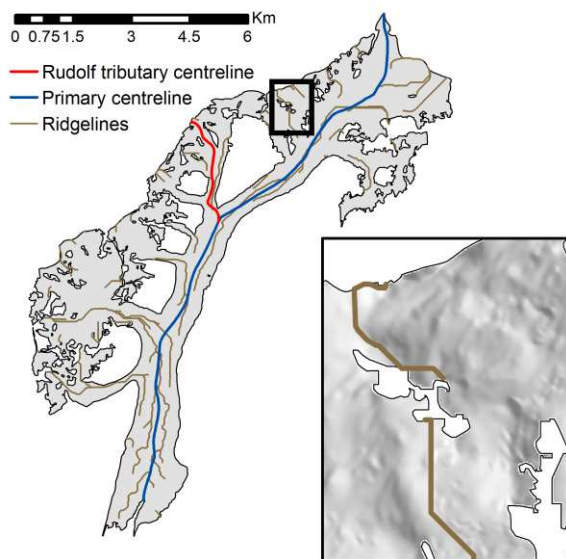 Km
0 0.75 1.5 3 4.5 6
Rudolf tributary centreline
Primary centreline
Ridgelines